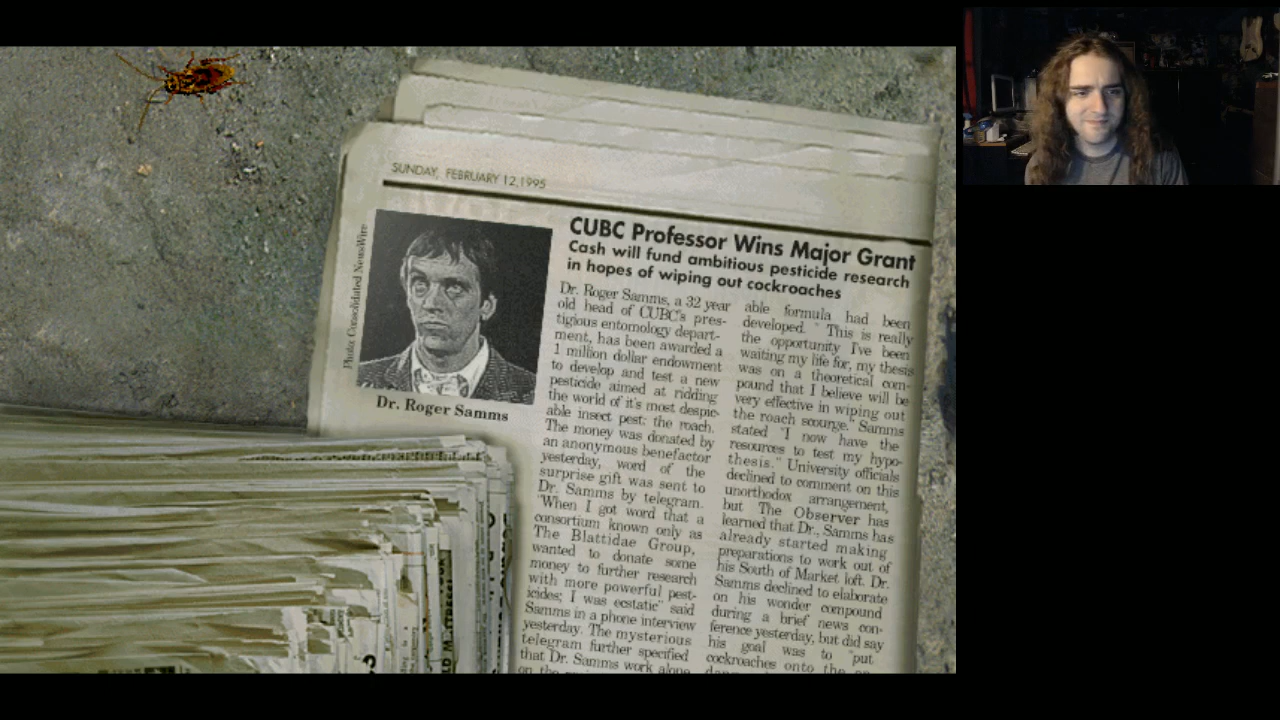 SUNDAY, FEBRUARY 12,1995
Photo: Consolidated NewsWire
Dr. Roger Samms
CUBC Professor Wins Major Grant
Cash will fund ambitious pesticide research
in hopes of wiping out cockroaches
Dr. Roger Samms, a 32 year
old head of CUBC's pres-
tigious entomology depart-
ment, has been awarded a
1 million dollar endowment
to develop and test a new
pesticide aimed at ridding
the world of it's most despic-
able insect pest; the roach.
The money was donated by
an anonymous benefactor
yesterday, word of the
surprise gift was sent to
Dr. Samms by telegram.
"When I got word that a
consortium known only as
The Blattidae Group,
wanted to donate some
money to further research
with more powerful pest-
icides; I was ecstatic" said
Samms in a phone interview
yesterday. The mysterious
telegram further specified
that Dr. Samms work alone
on the
able formula had been
developed. " This is really
the opportunity I've been
waiting my life for, my thesis
was on a theoretical com-
pound that I believe will be
very effective in wiping out
the roach scourge." Samms
stated "I now have the
resources to test my hypo-
thesis." University officials
declined to comment on this
unorthodox arrangement,
but The Observer has
learned that Dr., Samms has
already started making
preparations to work out of
his South of Market loft. Dr.
Samms declined to elaborate
on his wonder compound
during a brief news con-
ference yesterday, but did say
his goal was to "put
cockroaches onto the